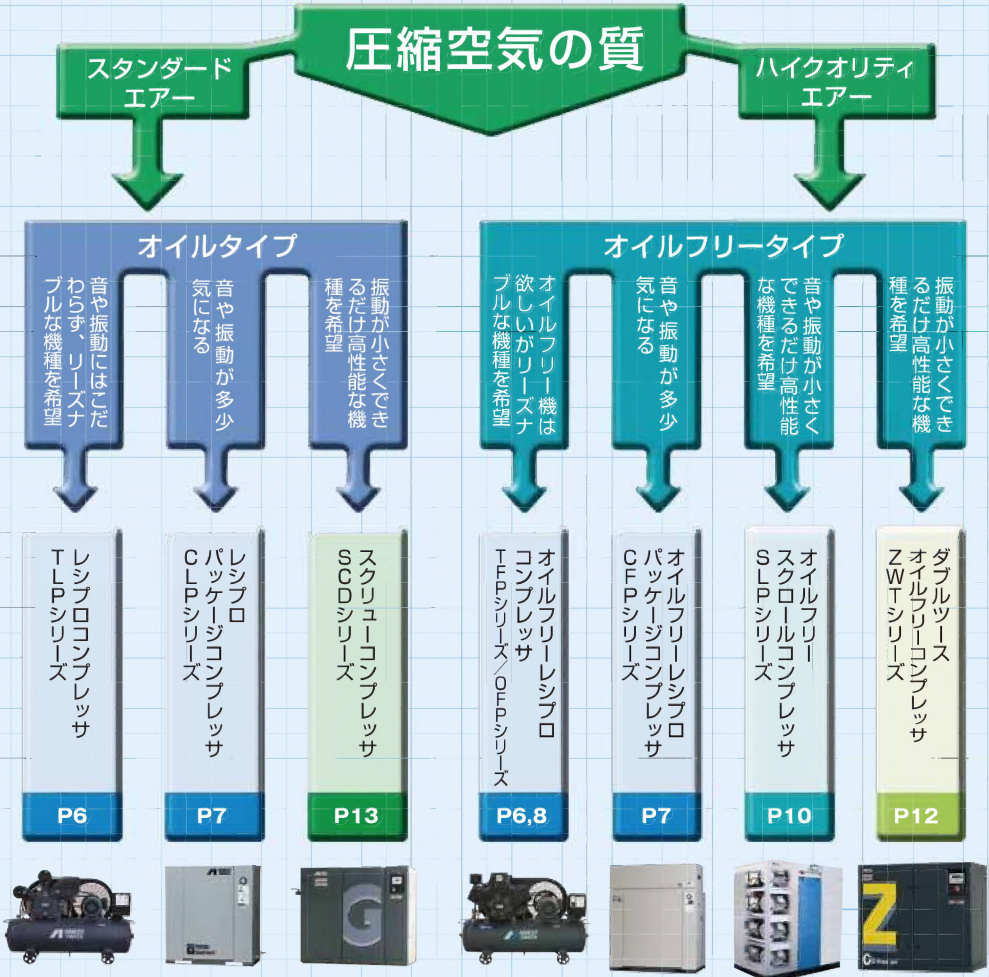 圧縮空気の質
スタンダード
エアー
ハイクオリティ
エアー
オイルタイプ
音や振動にはこだ
わらず、リーズナ
ブルな機種を希望
音や振動が多少
気になる
振動が小さくでき
るだけ高性能な機
種を希望
オイルフリータイプ
オイルフリー機は
欲しいがリーズナ
ブルな機種を希望
音や振動が多少
気になる
音や振動が小さく
できるだけ高性能
な機種を希望
振動が小さくでき
るだけ高性能な機
種を希望
レシプロコンプレッサ
TLPシリーズ
P6
レシプロ
パッケージコンプレッサ
CLPシリーズ
P7
スクリューコンプレッサ
SCDシリーズ
P13
オイルフリーレシプロ
コンプレッサ
TFPシリーズ/OFPシリーズ
P6,8
オイルフリーレシプロ
パッケージコンプレッサ
CFPシリーズ
P7
オイルフリー
スクロールコンプレッサ
SLPシリーズ
P10
ダブルツース
オイルフリーコンプレッサ
ZWTシリーズ
P12
G
Z